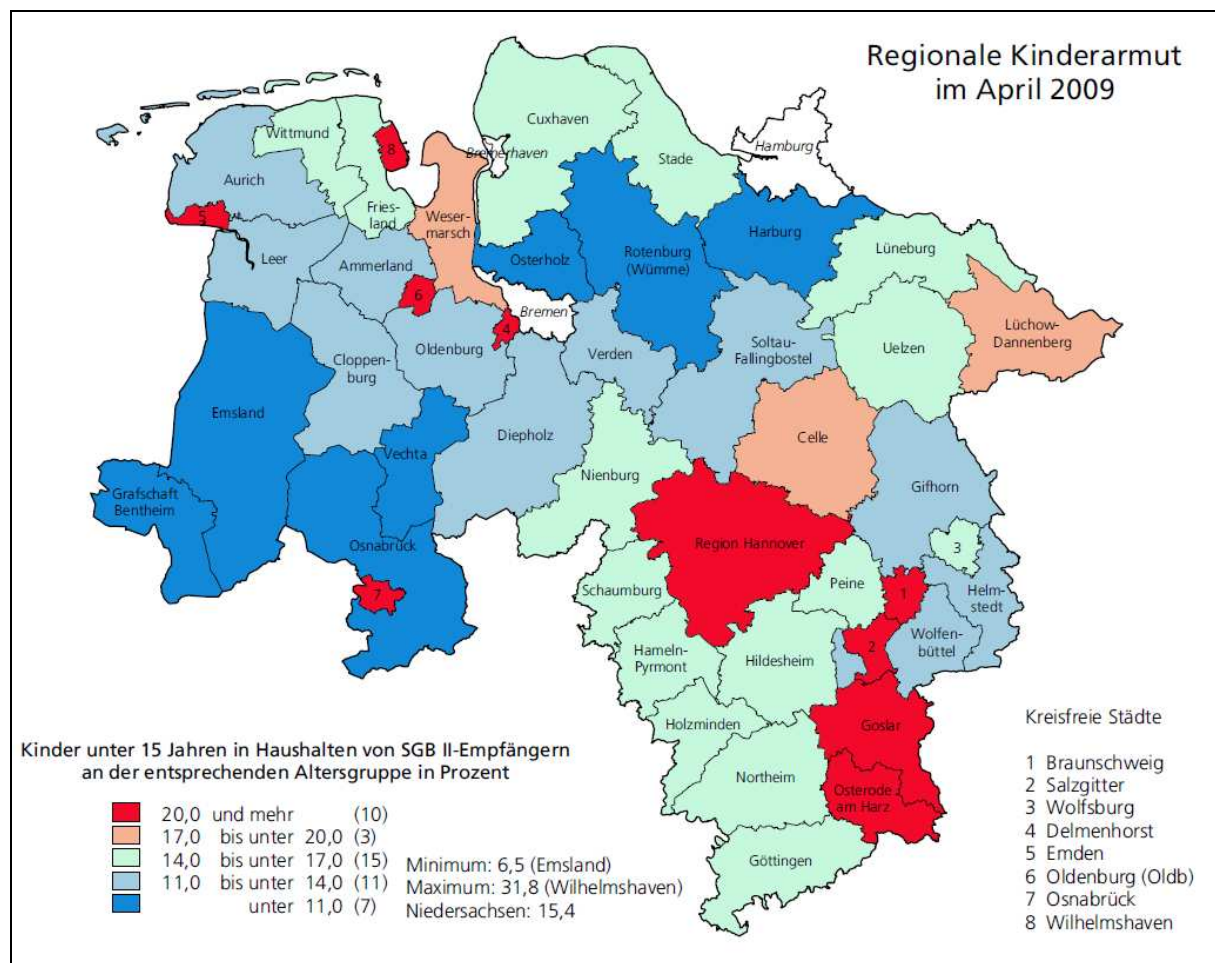 Regionale Kinderarmut
im April 2009
Cuxhaven
Wittmund
Hamburg
Bremerhaven
Stade
8
Aurich
Fries-
land
Weser-
marsch
5
Harburg
Lüneburg
Rotenburg
(Wümme)
Osterholz
Leer
Ammerland
6
Bremen
4
Lüchow-
Dannenberg
Soltau-
Fallingbostel
Uelzen
Oldenburg
Verden
Cloppen-
burg
Emsland
Diepholz
Celle
Vechta
Nienburg
Gifhorn
Grafschaft
Bentheim
Osnabrück
Region Hannover
3
7
Schaumburg
Peine
1
Helm-
stedt
Wolfen-
büttel
2
Hameln-
Pyrmont
Hildesheim
Holzminden
Goslar
Northeim
Osterode
am Harz
Göttingen
Kinder unter 15 Jahren in Haushalten von SGB II-Empfängern
an der entsprechenden Altersgruppe in Prozent
20,0 und mehr (10)
17,0 bis unter 20,0 (3)
14,0 bis unter 17,0 (15)
11,0 bis unter 14,0 (11)
unter 11,0 (7)
Minimum: 6,5 (Emsland)
Maximum: 31,8 (Wilhelmshaven)
Niedersachsen: 15,4
Kreisfreie Städte
1 Braunschweig
2 Salzgitter
3 Wolfsburg
4 Delmenhorst
5 Emden
6 Oldenburg (Oldb)
7 Osnabrück
8 Wilhelmshaven